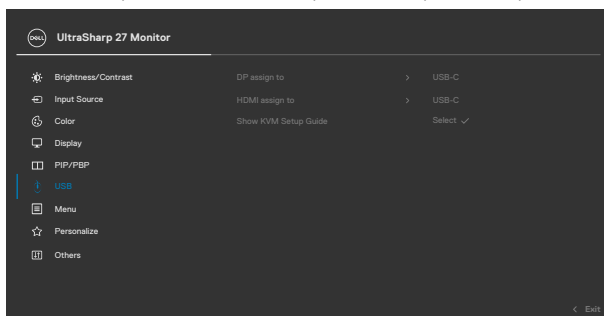 DELL UltraSharp 27 Monitor
Brightness/Contrast DP assign to > USB-C
Input Source HDMI assign to > USB-C
Color Show KVM Setup Guide Select ✓
Display
PIP/PBP
USB
Menu
Personalize
Others
< Exit